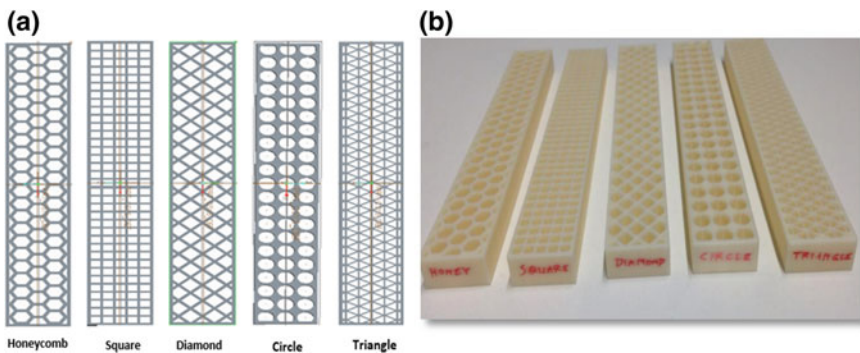 (a)
Honeycomb
Square
Diamond
Circle
Triangle
(b)
HONEY
SQUARE
DIAMOND
CIRCLE
TRIANGLE